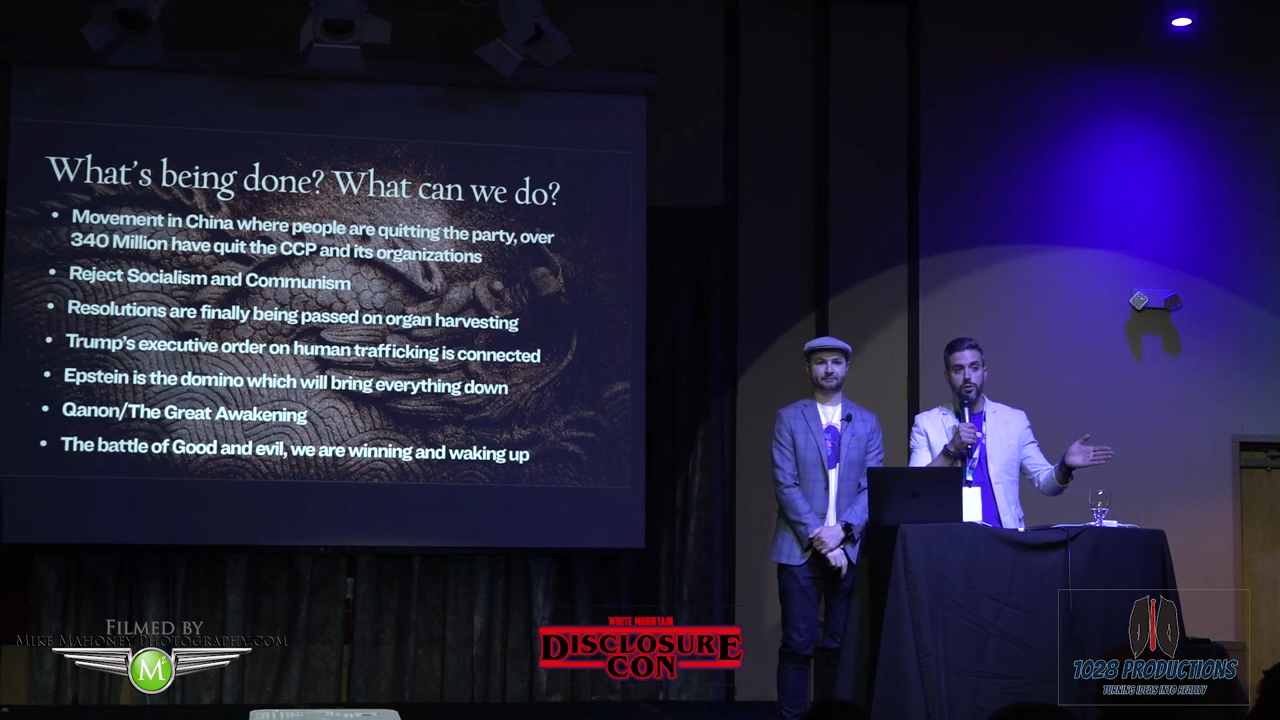 What's being done? What can we do?
• Movement in China where people are quitting the party, over
340 Million have quit the CCP and its organizations
• Reject Socialism and Communism
• Resolutions are finally being passed on organ harvesting
• Trump's executive order on human trafficking is connected
• Epstein is the domino which will bring everything down
• Qanon/The Great Awakening
• The battle of Good and evil, we are winning and waking up
FILMED BY
MIKE MAHONEY PHOTOGRAPHY.COM
M
WHITE MOUNTAIN
DISCLOSURE
CON
1028 PRODUCTIONS
TURNING IDEAS INTO REALITY